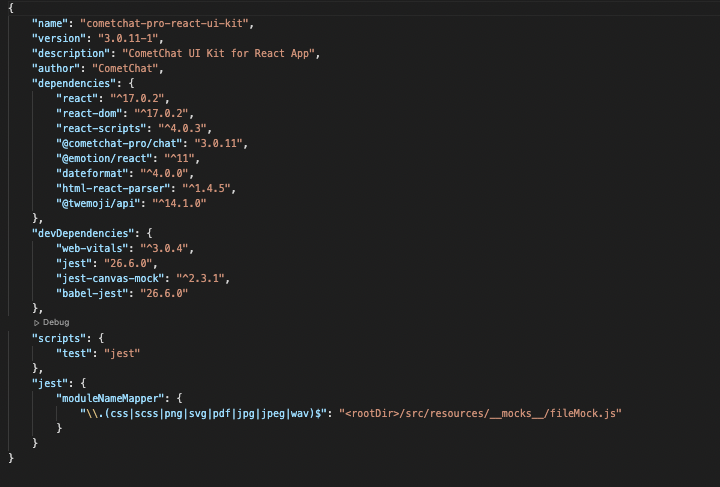 {
"name": "cometchat-pro-react-ui-kit",
"version": "3.0.11-1",
"description": "CometChat UI Kit for React App",
"author": "CometChat",
"dependencies": {
"react": "^17.0.2",
"react-dom": "^17.0.2",
"react-scripts": "^4.0.3",
"@cometchat-pro/chat": "3.0.11",
"@emotion/react": "^11",
"dateformat": "^4.0.0",
"html-react-parser": "^1.4.5",
"@twemoji/api": "^14.1.0"
},
"devDependencies": {
"web-vitals": "^3.0.4",
"jest": "26.6.0",
"jest-canvas-mock": "^2.3.1",
"babel-jest": "26.6.0"
},
Debug
"scripts": {
"test": "jest"
},
"jest": {
"moduleNameMapper": {
"\\.(css|scss|png|svg|pdf|jpg|jpeg|wav)$": "<rootDir>/src/resources/__mocks__/fileMock.js"
}
}
}